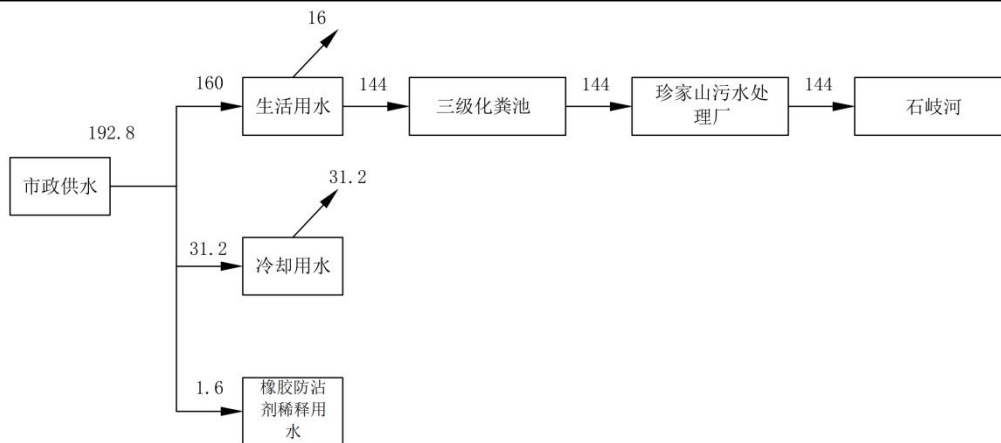 16
160
生活用水
144
三级化粪池
144
珍家山污水处
理厂
144
石岐河
192.8
市政供水
31.2
31.2
冷却用水
1.6
橡胶防沾
剂稀释用
水